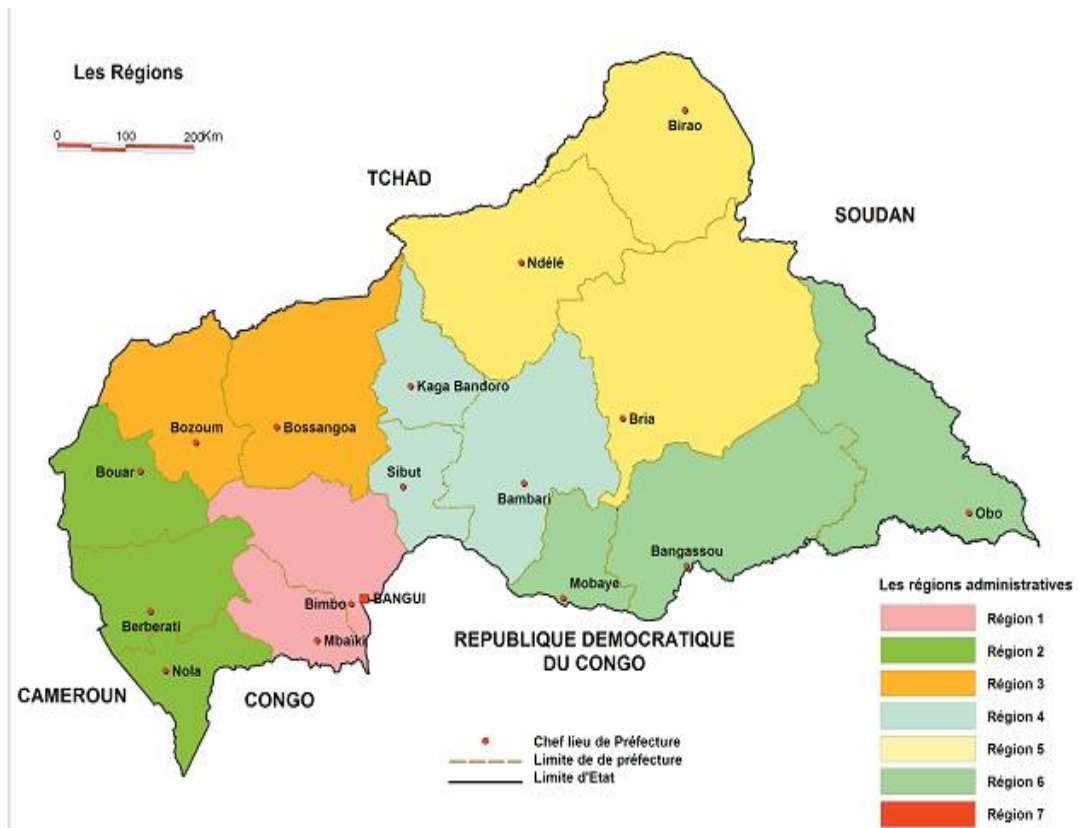 Les Régions
0 100 200Km
TCHAD
SOUDAN
Birao
Ndélé
Kaga Bandoro
Bria
Bozoum
Bossangoa
Bouar
Sibut
Bambari
Obo
Bangassou
Mobaye
Bimbo
BANGUI
Mbaïki
Berberati
Nola
CAMEROUN
CONGO
REPUBLIQUE DEMOCRATIQUE
DU CONGO
Chef lieu de Préfecture
Limite de de préfecture
Limite d'Etat
Les régions administratives
Région 1
Région 2
Région 3
Région 4
Région 5
Région 6
Région 7